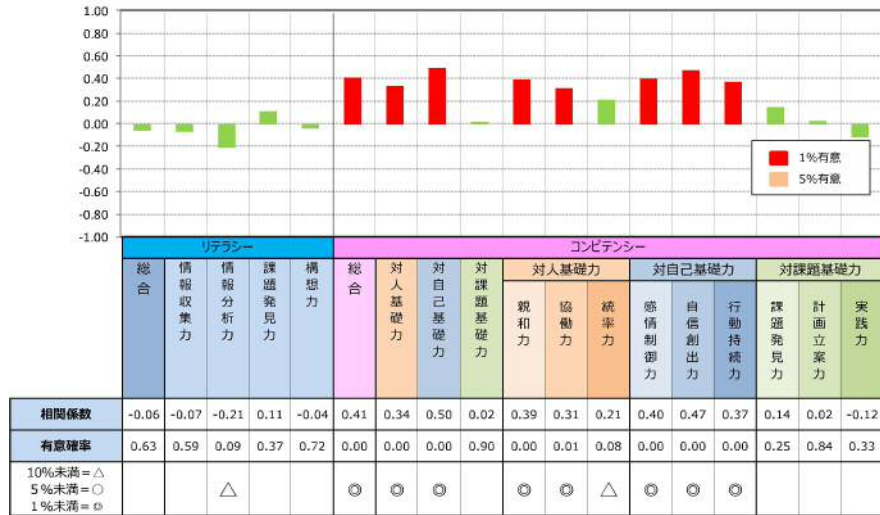 1.00
0.80
0.60
0.40
0.20
0.00
-0.20
-0.40
-0.60
-0.80
-1.00
1%有意
5%有意
リテラシー コンピテンシー
総合 情報収集力 情報分析力 課題発見力 構想力 総合 対人基礎力 対自己基礎力 対課題基礎力 対人基礎力 対自己基礎力 対課題基礎力
親和力 協働力 統率力 感情制御力 自信創出力 行動持続力 課題発見力 計画立案力 実践力
相関係数 -0.06 -0.07 -0.21 0.11 -0.04 0.41 0.34 0.50 0.02 0.39 0.31 0.21 0.40 0.47 0.37 0.14 0.02 -0.12
有意確率 0.63 0.59 0.09 0.37 0.72 0.00 0.00 0.00 0.90 0.00 0.01 0.08 0.00 0.00 0.00 0.25 0.84 0.33
10%未満=△
5%未満=○
1%未満=◎
△ ◎ ◎ ◎ ◎ ◎ △ ◎ ◎ ◎